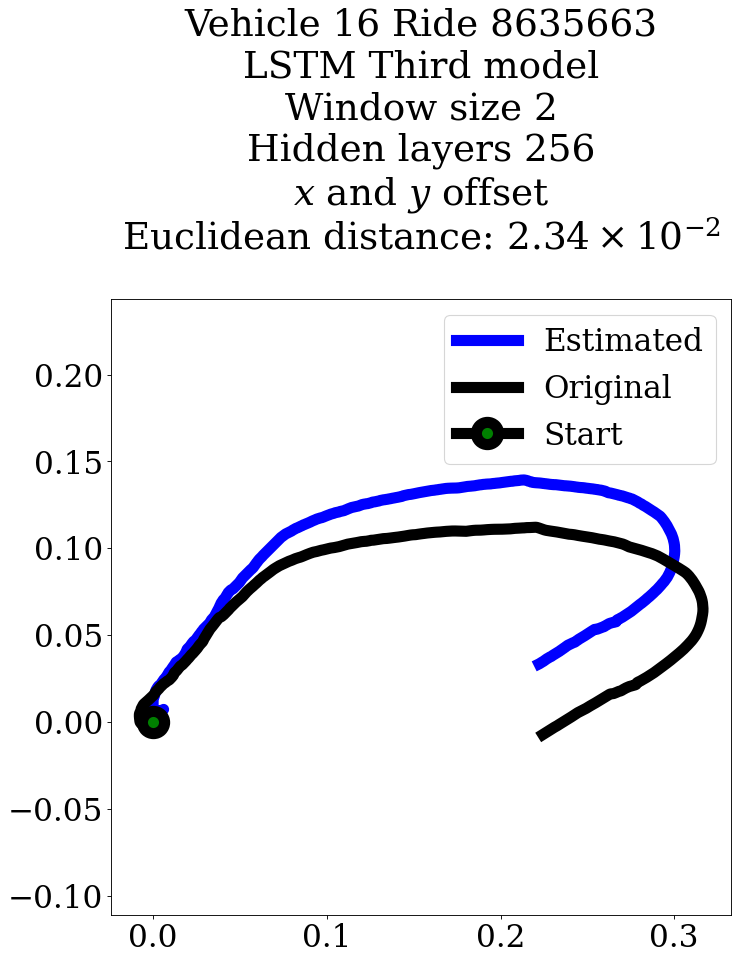 Vehicle 16 Ride 8635663
LSTM Third model
Window size 2
Hidden layers 256
x and y offset
Euclidean distance: 2.34 × 10⁻²
Estimated
Original
Start
0.20
0.15
0.10
0.05
0.00
−0.05
−0.10
0.0 0.1 0.2 0.3